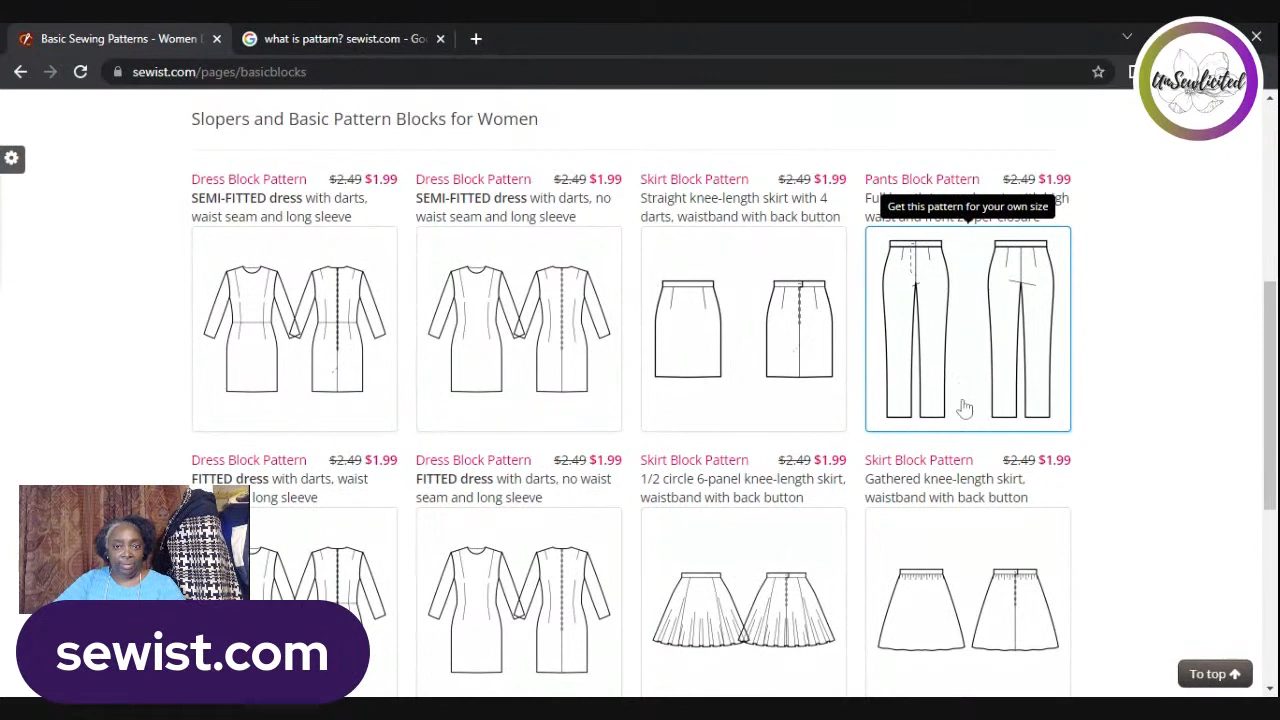 Basic Sewing Patterns - Women
what is pattarn? sewist.com - Go
sewist.com/pages/basicblocks
UnSewlicited
Slopers and Basic Pattern Blocks for Women
Dress Block Pattern $2.49 $1.99
SEMI-FITTED dress with darts,
waist seam and long sleeve
Dress Block Pattern $2.49 $1.99
SEMI-FITTED dress with darts, no
waist seam and long sleeve
Skirt Block Pattern $2.49 $1.99
Straight knee-length skirt with 4
darts, waistband with back button
Pants Block Pattern $2.49 $1.99
Get this pattern for your own size
Dress Block Pattern $2.49 $1.99
FITTED dress with darts, waist
long sleeve
Dress Block Pattern $2.49 $1.99
FITTED dress with darts, no waist
seam and long sleeve
Skirt Block Pattern $2.49 $1.99
1/2 circle 6-panel knee-length skirt,
waistband with back button
Skirt Block Pattern $2.49 $1.99
Gathered knee-length skirt,
waistband with back button
sewist.com
To top